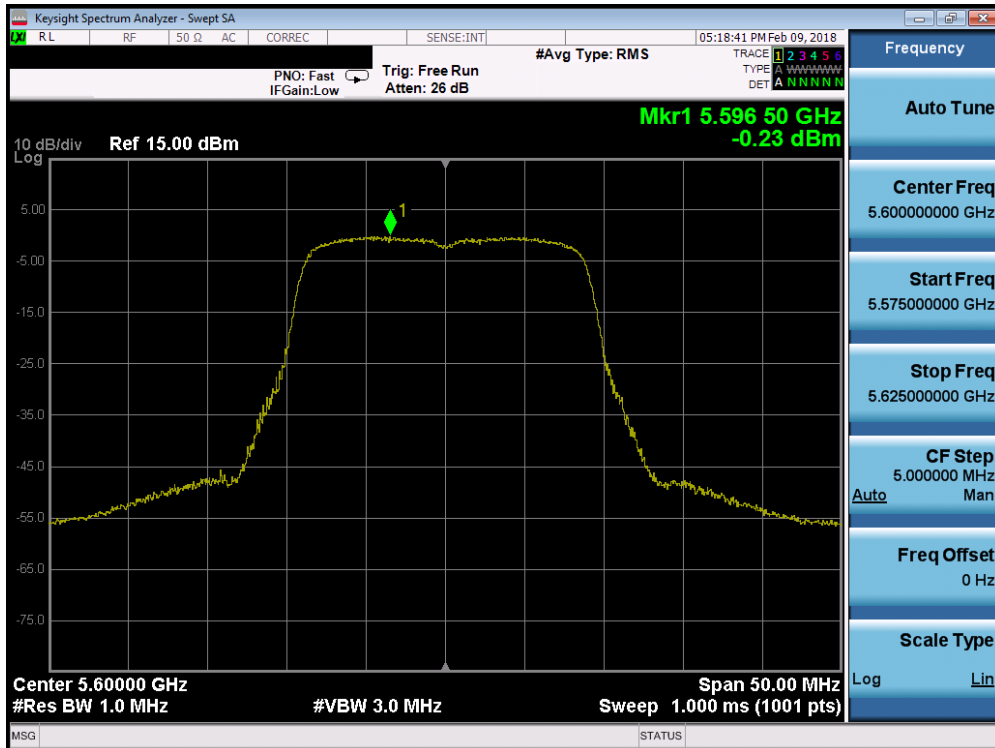 Keysight Spectrum Analyzer - Swept SA
LXI RL RF 50 Ω AC CORREC SENSE:INT 05:18:41 PM Feb 09, 2018
#Avg Type: RMS TRACE 1 2 3 4 5 6
PNO: Fast Trig: Free Run TYPE A WWWWW
IFGain:Low Atten: 26 dB DET A N N N N N
Mkr1 5.596 50 GHz
-0.23 dBm
10 dB/div Ref 15.00 dBm
Log
1
5.00
-5.00
-15.0
-25.0
-35.0
-45.0
-55.0
-65.0
-75.0
Center 5.60000 GHz Span 50.00 MHz
#Res BW 1.0 MHz #VBW 3.0 MHz Sweep 1.000 ms (1001 pts)
MSG STATUS
Frequency
Auto Tune
Center Freq
5.600000000 GHz
Start Freq
5.575000000 GHz
Stop Freq
5.625000000 GHz
CF Step
5.000000 MHz
Auto Man
Freq Offset
0 Hz
Scale Type
Log Lin